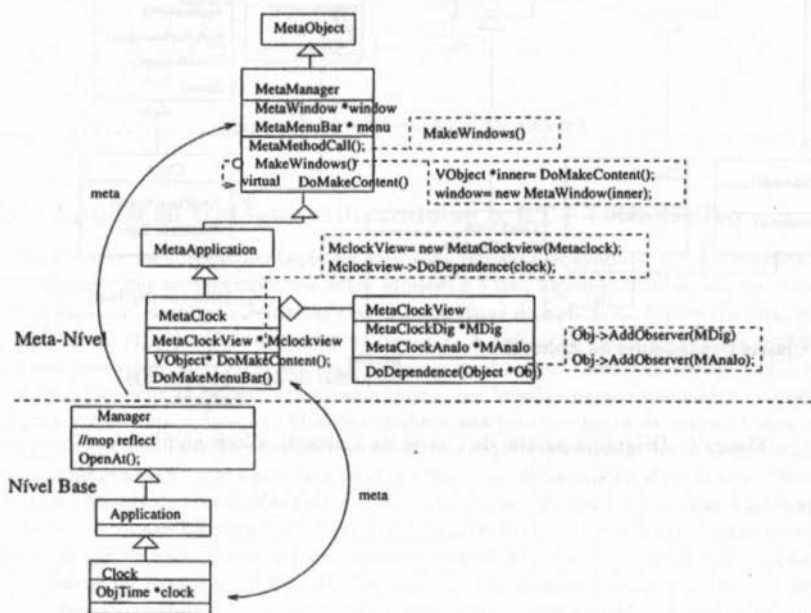 MetaObject
MetaManager
MetaWindow *window
MetaMenuBar * menu
MetaMethodCall();
MakeWindows()
virtual DoMakeContent()
MakeWindows()
VObject *inner= DoMakeContent();
window= new MetaWindow(inner);
meta
MetaApplication
MclockView= new MetaClockview(Metaclock);
Mclockview->DoDependence(clock);
MetaClock
MetaClockView *Mclockview
VObject* DoMakeContent();
DoMakeMenuBar()
MetaClockView
MetaClockDig *MDig
MetaClockAnalo *MAnalo
DoDependence(Object *Obj)
Obj->AddObserver(MDig)
Obj->AddObserver(MAnalo);
Meta-Nível
Manager
//mop reflect
OpenAt();
Nível Base
meta
Application
Clock
ObjTime *clock